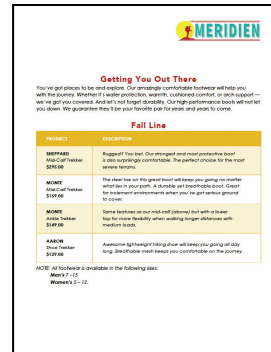 MERIDIEN
Getting You Out There
You've got places to be and explore. Our amazingly comfortable footwear will help you
with the journey. Whether it's water protection, warmth, cushioned comfort, or arch support —
we've got you covered. And let's not forget durability. Our high-performance boots will not let
you down. We guarantee they'll be your favorite pair for years and years to come.
Fall Line
PRODUCT DESCRIPTION
SHEPPARD
Mid-Calf Trekker
$295.00
Rugged? You bet. Our strongest and most protective boot
is also surprisingly comfortable. The perfect choice for the most
severe terrains.
MONTE
Mid-Calf Trekker
$159.00
The steel toe on this great boot will keep you going no matter
what lies in your path. A durable yet breathable boot. Great
for inclement environments when you've got serious ground
to cover.
MONTE
Ankle Trekker
$149.00
Same features as our mid-calf (above) but with a lower
top for more flexibility when walking longer distances with
medium loads.
AARON
Shoe Trekker
$129.00
Awesome lightweight hiking shoe will keep you going all day
long. Breathable mesh keeps you comfortable on the journey.
NOTE: All footwear is available in the following sizes:
Men's 7 –15
Women's 5 – 12.